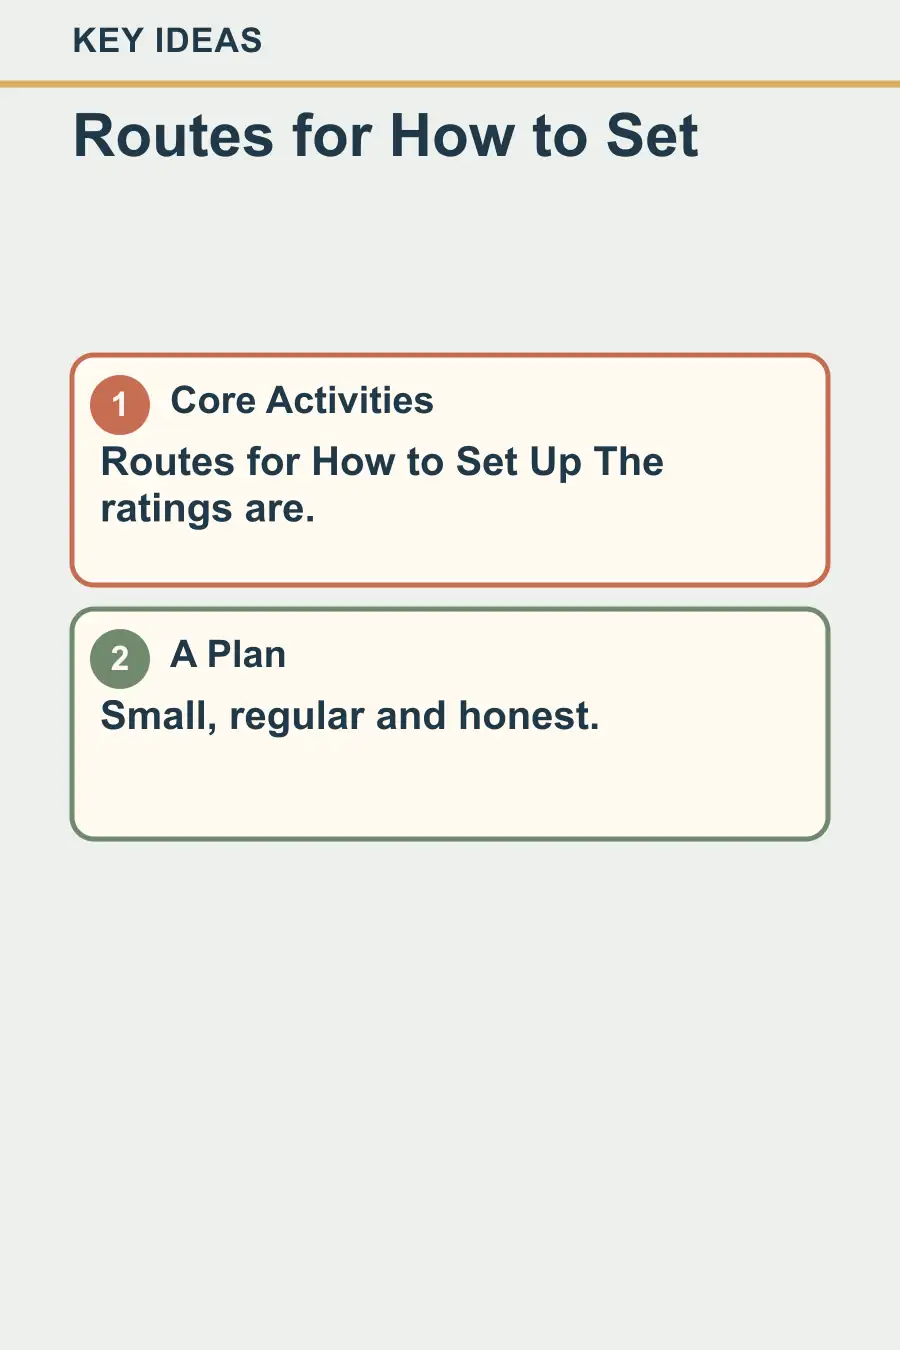 KEY IDEAS
Routes for How to Set
1 Core Activities
Routes for How to Set Up The
ratings are.
2 A Plan
Small, regular and honest.